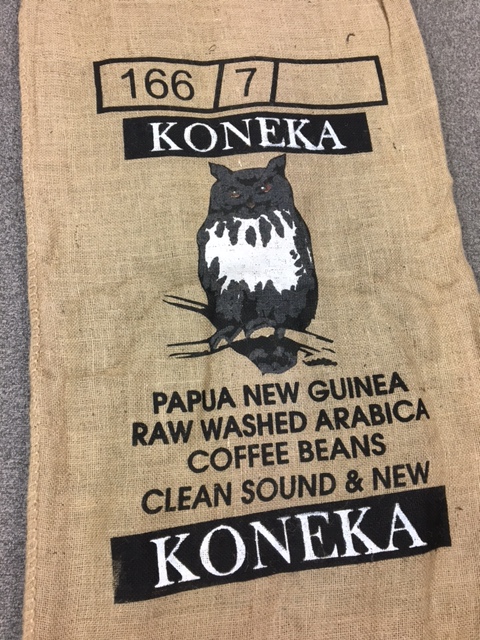 166 7
KONEKA
PAPUA NEW GUINEA
RAW WASHED ARABICA
COFFEE BEANS
CLEAN SOUND & NEW
KONEKA